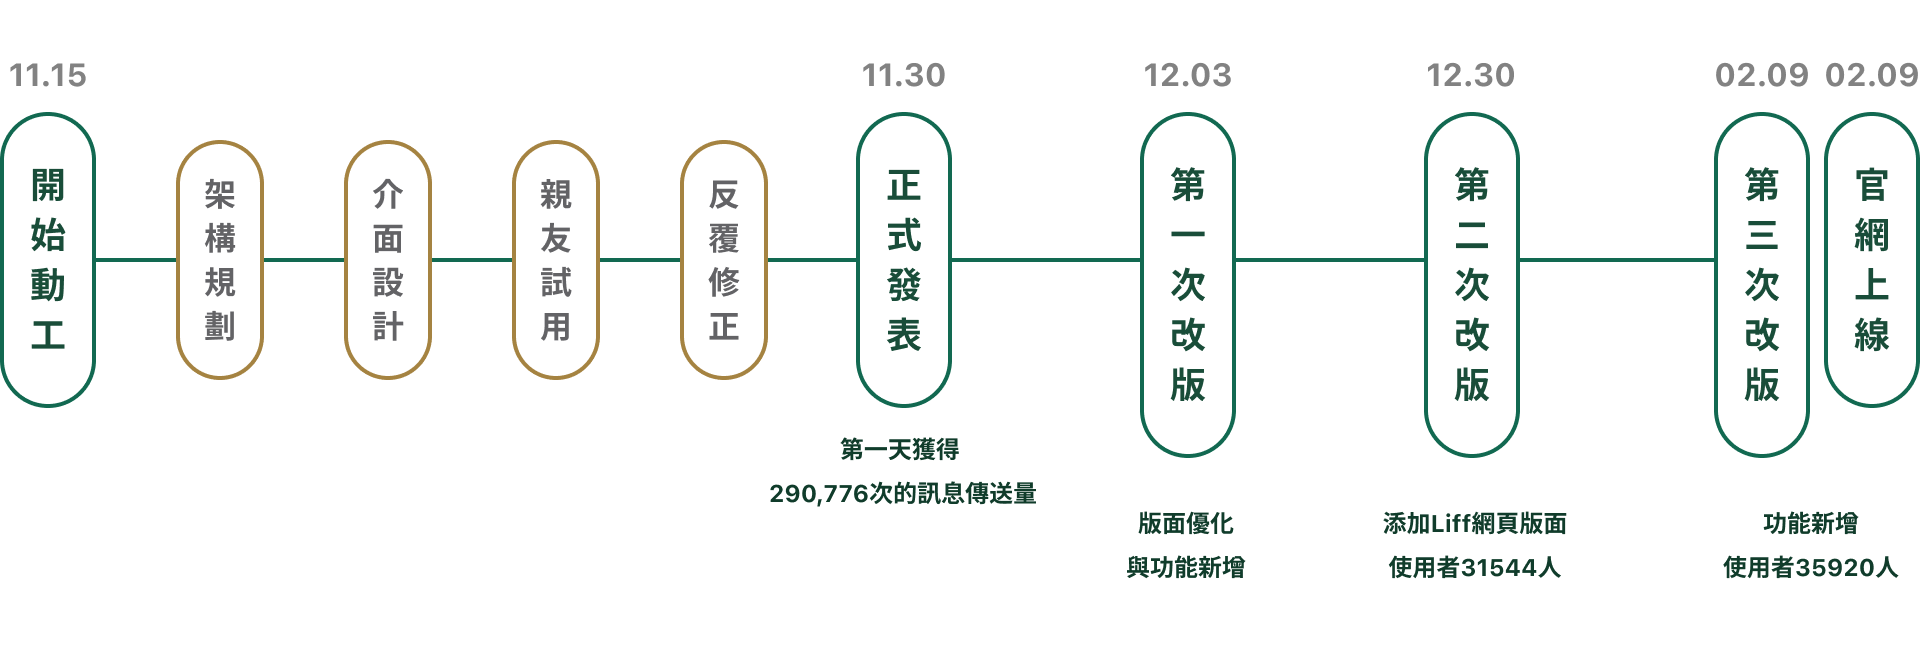 11.15
開始動工
架構規劃
介面設計
親友試用
反覆修正
11.30
正式發表
第一天獲得
290,776次的訊息傳送量
12.03
第一次改版
版面優化
與功能新增
12.30
第二次改版
添加Liff網頁版面
使用者31544人
02.09
第三次改版
02.09
官網上線
功能新增
使用者35920人